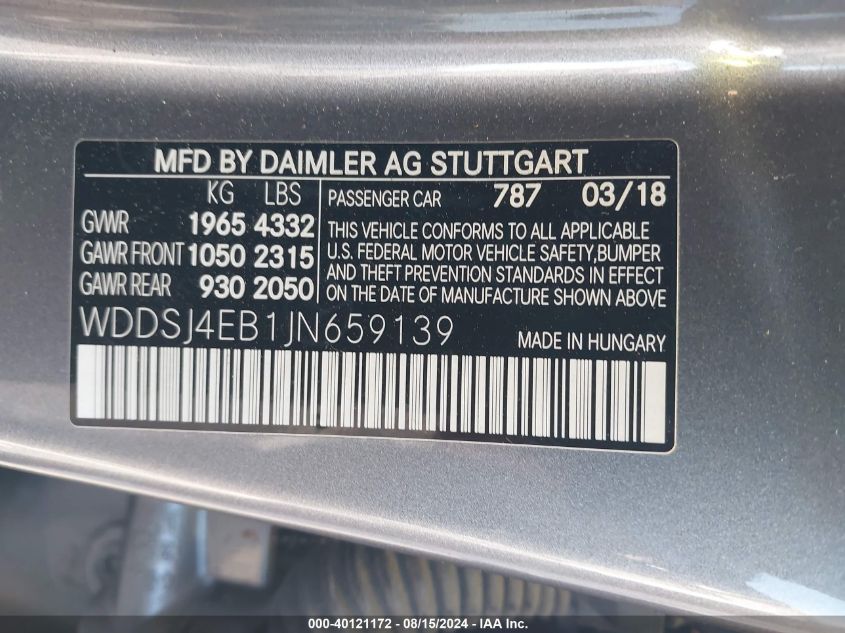 MFD BY DAIMLER AG STUTTGART
KG LBS
GVWR 1965 4332
GAWR FRONT 1050 2315
GAWR REAR 930 2050
PASSENGER CAR 787 03/18
THIS VEHICLE CONFORMS TO ALL APPLICABLE
U.S. FEDERAL MOTOR VEHICLE SAFETY,BUMPER
AND THEFT PREVENTION STANDARDS IN EFFECT
ON THE DATE OF MANUFACTURE SHOWN ABOVE
WDDSJ4EB1JN659139
MADE IN HUNGARY
000-40121172 - 08/15/2024 - IAA Inc.